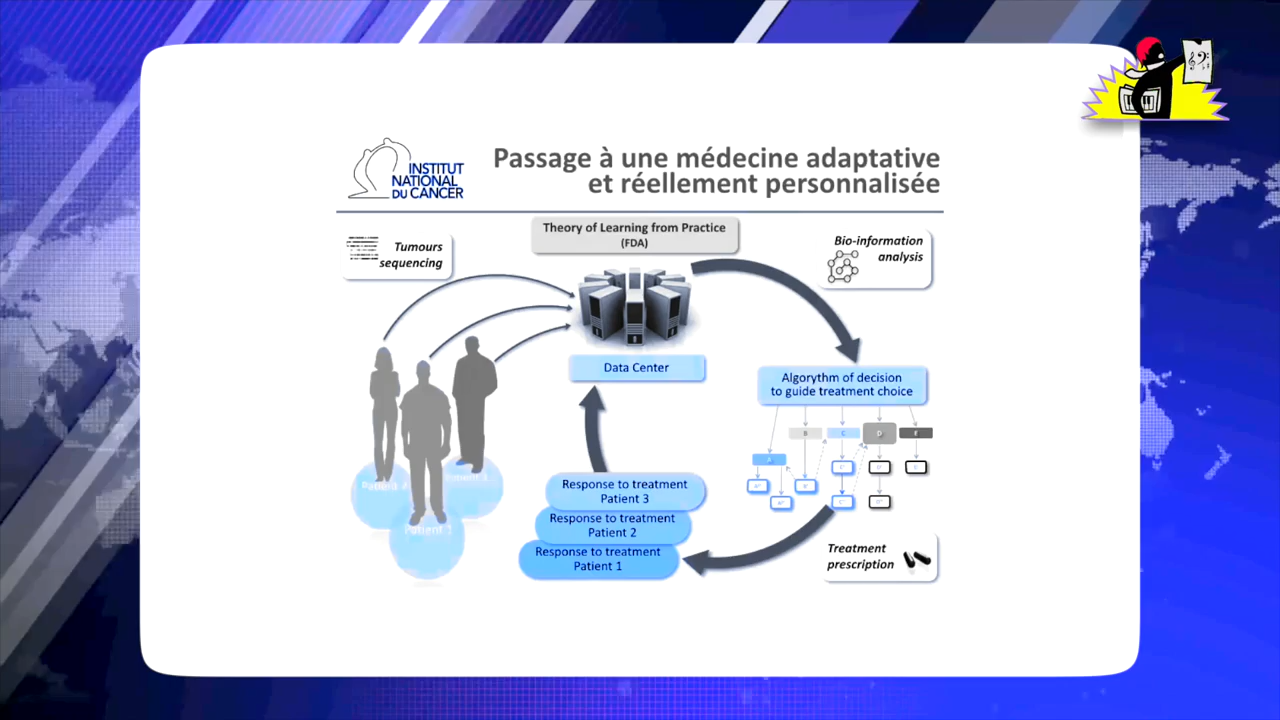 INSTITUT
NATIONAL
DU CANCER
Passage à une médecine adaptative
et réellement personnalisée
Theory of Learning from Practice
(FDA)
Tumours
sequencing
Bio-information
analysis
Data Center
Algorythm of decision
to guide treatment choice
B
C
D
E
A
Response to treatment
Patient 3
Response to treatment
Patient 2
Response to treatment
Patient 1
Patient 1
Treatment
prescription